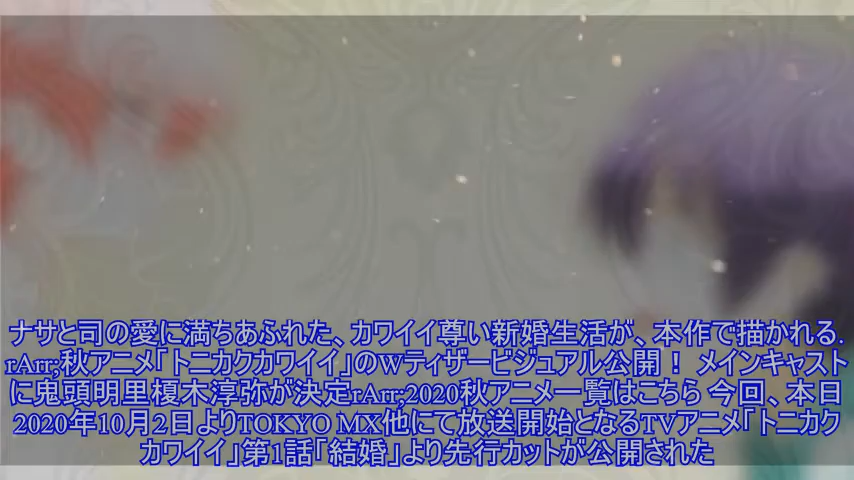 ナサと司の愛に満ちあふれた、カワイイ尊い新婚生活が、本作で描かれる.
rArr;秋アニメ「トニカクカワイイ」のWティザービジュアル公開！ メインキャスト
に鬼頭明里榎木淳弥が決定rArr;2020秋アニメ一覧はこちら 今回、本日
2020年10月2日よりTOKYO MX他にて放送開始となるTVアニメ「トニカク
カワイイ」第1話「結婚」より先行カットが公開された